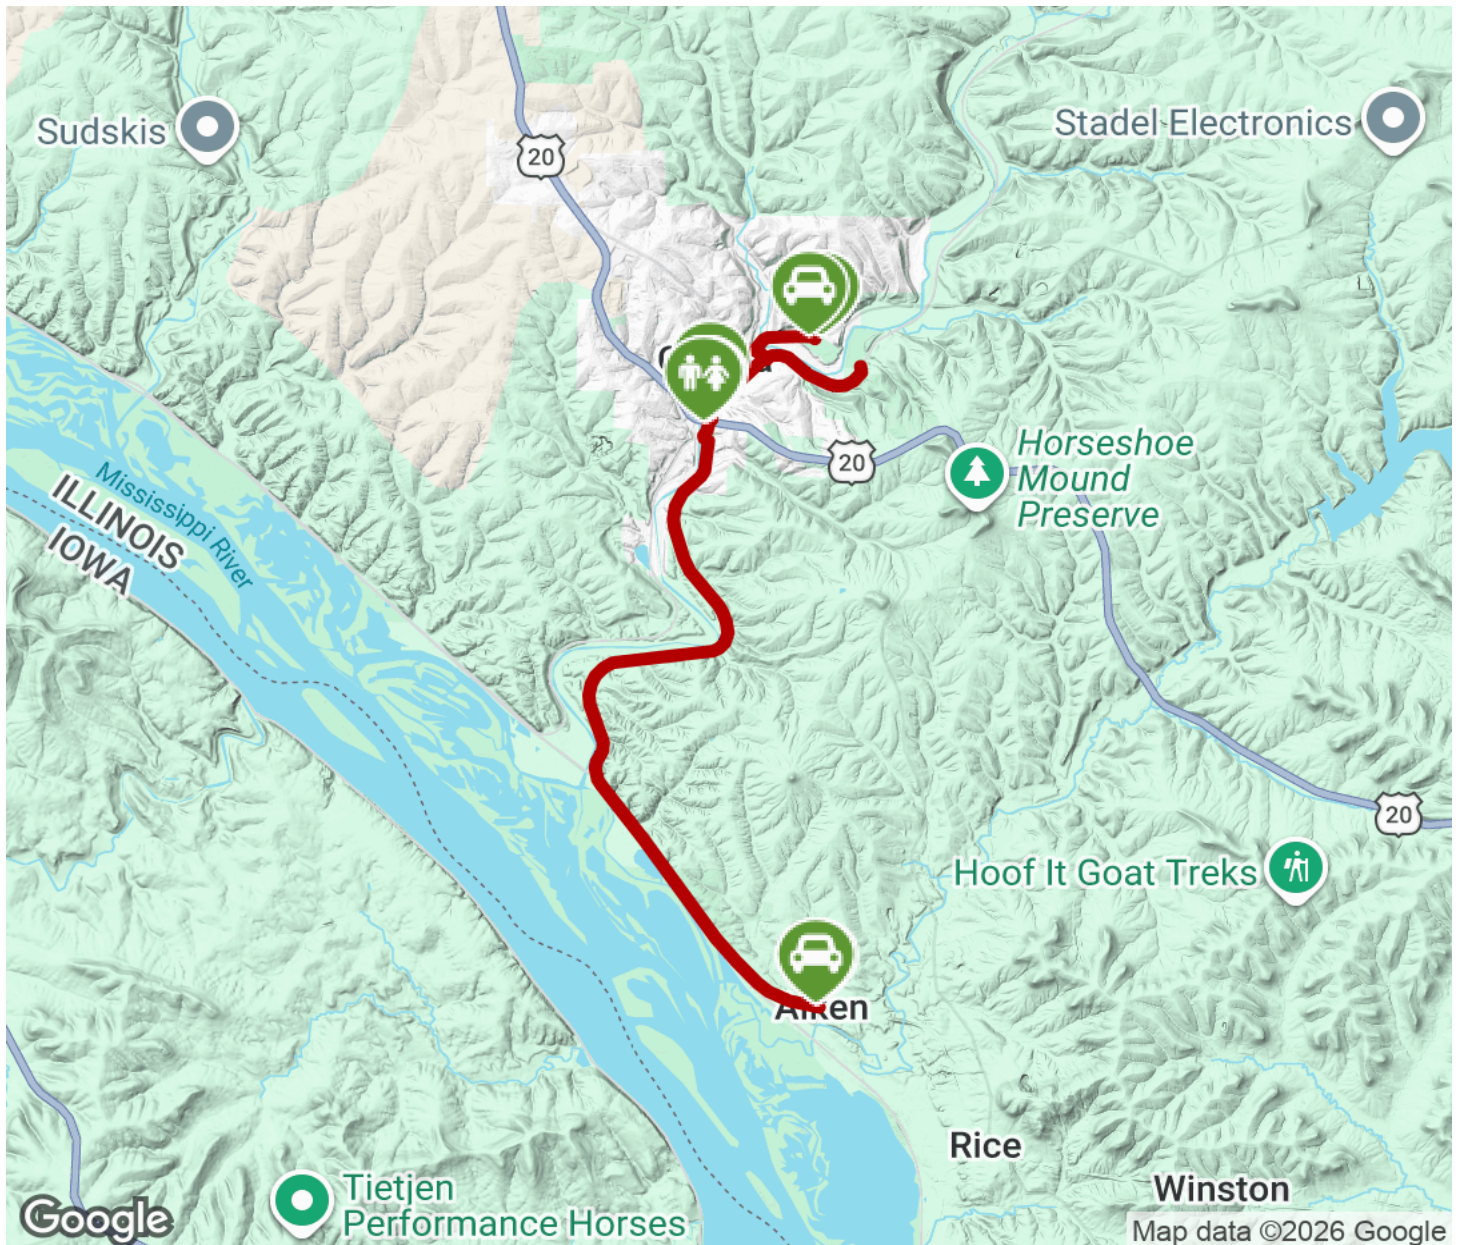 Sudskis
20
Stadel Electronics
20
Horseshoe
Mound
Preserve
Mississippi River
ILLINOIS
IOWA
20
Hoof It Goat Treks
Aiken
Rice
Winston
Tietjen
Performance Horses
Google
Map data ©2026 Google